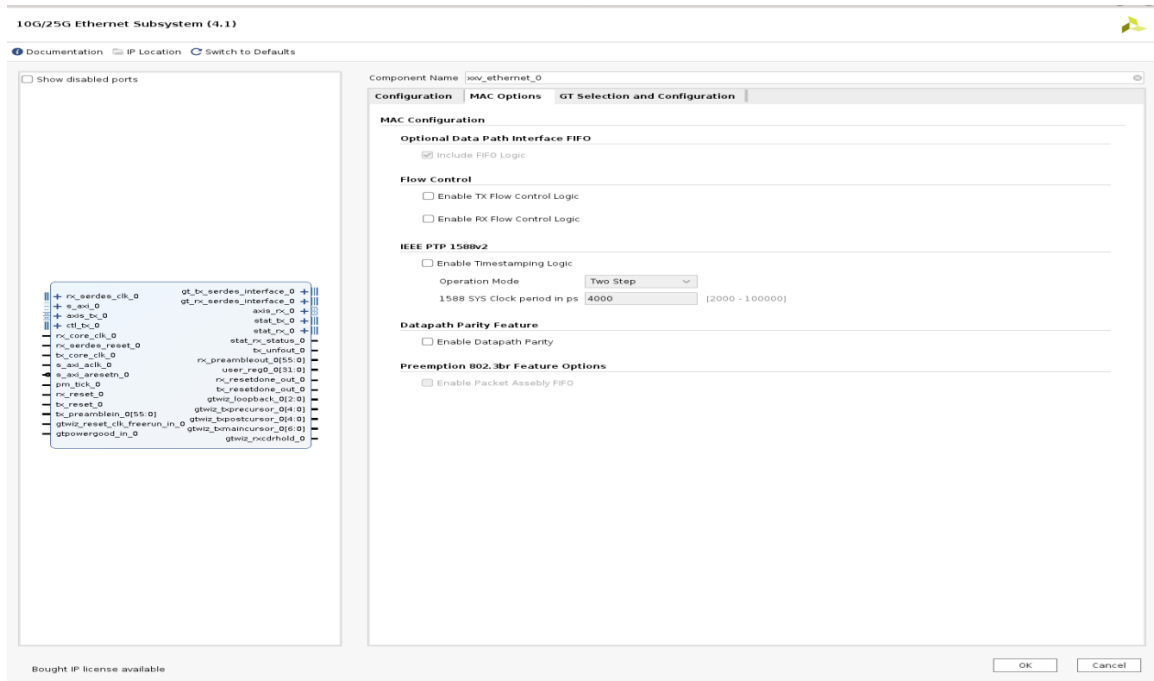 10G/25G Ethernet Subsystem (4.1)
Documentation IP Location Switch to Defaults
Show disabled ports
rx_serdes_clk_0
s_axi_0
axis_tx_0
ctl_tx_0
rx_core_clk_0
rx_serdes_reset_0
tx_core_clk_0
s_axi_aclk_0
s_axi_aresetn_0
pm_tick_0
rx_reset_0
tx_reset_0
tx_preamblein_0[55:0]
gtwiz_reset_clk_freerun_in_0
gtpowergood_in_0
gt_tx_serdes_interface_0
gt_rx_serdes_interface_0
axis_rx_0
stat_tx_0
stat_rx_0
stat_rx_status_0
tx_unfout_0
rx_preambleout_0[55:0]
user_reg0_0[31:0]
rx_resetdone_out_0
tx_resetdone_out_0
gtwiz_loopback_0[2:0]
gtwiz_txprecursor_0[4:0]
gtwiz_txpostcursor_0[4:0]
gtwiz_txmaincursor_0[6:0]
gtwiz_rxcdrhold_0
Component Name xxv_ethernet_0
Configuration MAC Options GT Selection and Configuration
MAC Configuration
Optional Data Path Interface FIFO
Include FIFO Logic
Flow Control
Enable TX Flow Control Logic
Enable RX Flow Control Logic
IEEE PTP 1588v2
Enable Timestamping Logic
Operation Mode Two Step
1588 SYS Clock period in ps 4000 [2000 - 100000]
Datapath Parity Feature
Enable Datapath Parity
Preemption 802.3br Feature Options
Enable Packet Assebly FIFO
Bought IP license available
OK Cancel